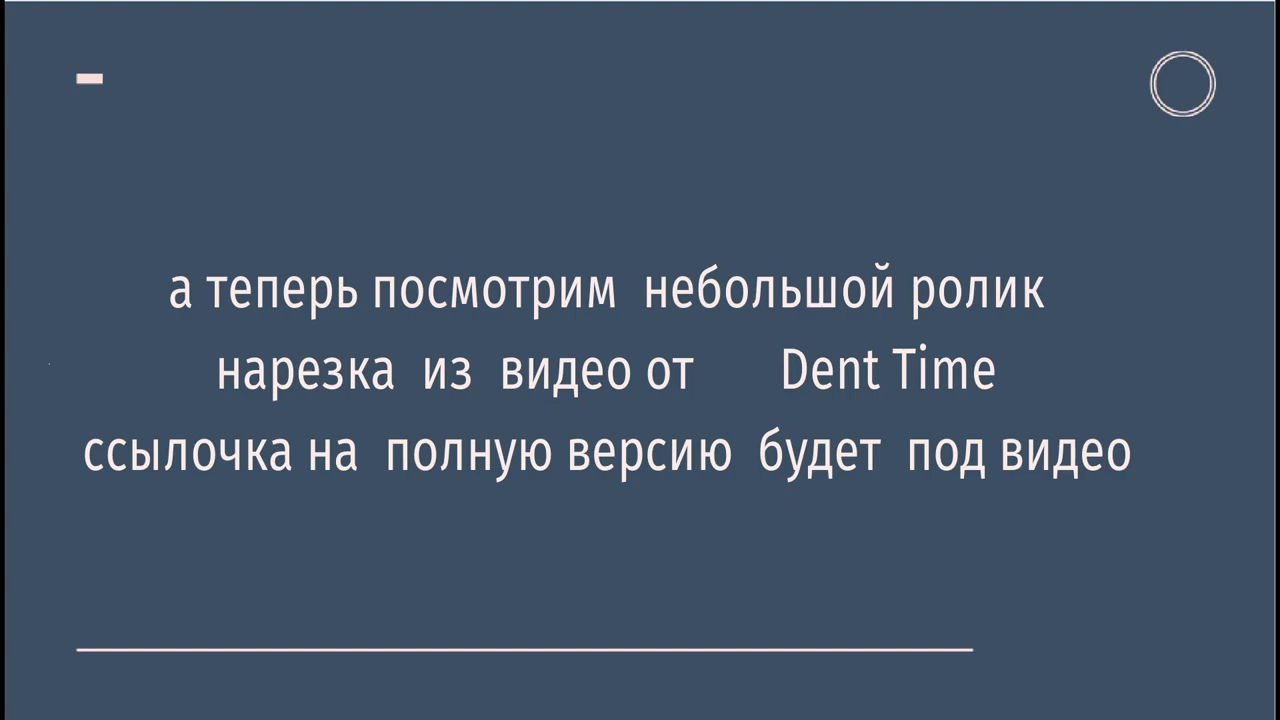 а теперь посмотрим небольшой ролик
нарезка из видео от Dent Time
ссылочка на полную версию будет под видео